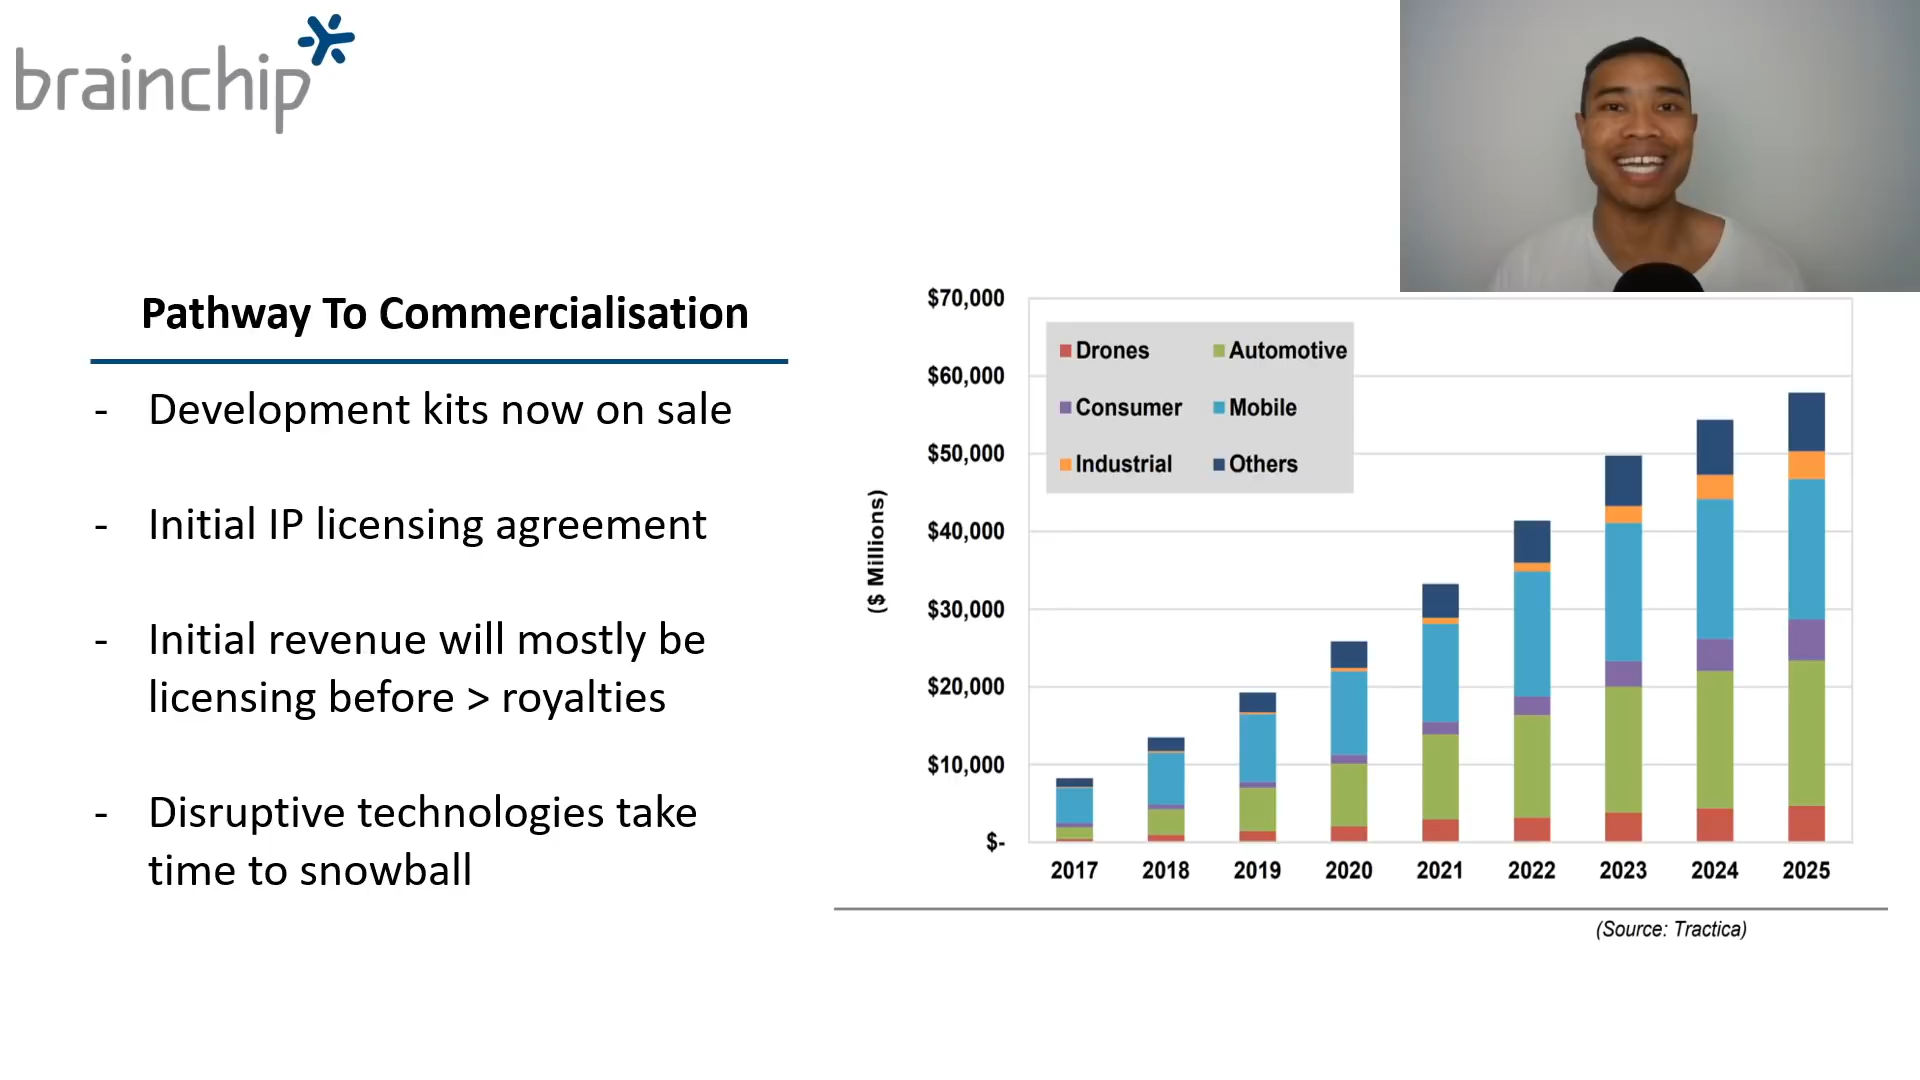 brainchip
Pathway To Commercialisation
- Development kits now on sale
- Initial IP licensing agreement
- Initial revenue will mostly be
licensing before > royalties
- Disruptive technologies take
time to snowball
($ Millions)
$70,000
$60,000
$50,000
$40,000
$30,000
$20,000
$10,000
$-
Drones Automotive
Consumer Mobile
Industrial Others
2017 2018 2019 2020 2021 2022 2023 2024 2025
(Source: Tractica)